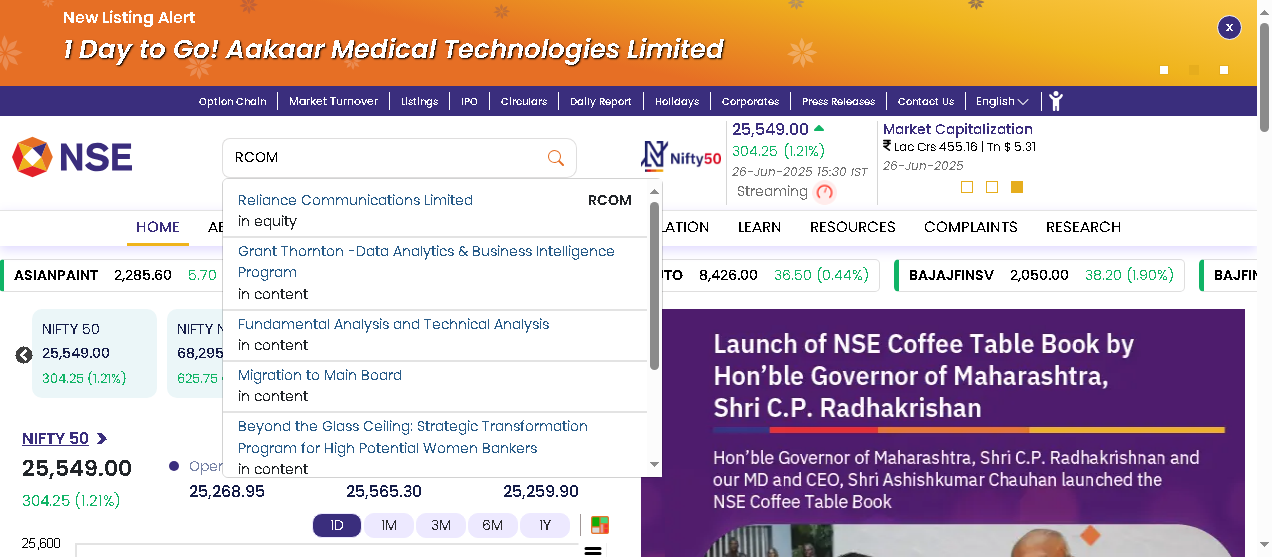 New Listing Alert
1 Day to Go! Aakaar Medical Technologies Limited
x
Option Chain
Market Turnover
Listings
IPO
Circulars
Daily Report
Holidays
Corporates
Press Releases
Contact Us
English
NSE
RCOM
Nifty50
25,549.00
304.25 (1.21%)
26-Jun-2025 15:30 IST
Streaming
Market Capitalization
₹ Lac Crs 455.16 | Tn $ 5.31
26-Jun-2025
Reliance Communications Limited RCOM
in equity
Grant Thornton -Data Analytics & Business Intelligence
Program
in content
Fundamental Analysis and Technical Analysis
in content
Migration to Main Board
in content
Beyond the Glass Ceiling: Strategic Transformation
Program for High Potential Women Bankers
in content
HOME
LATION
LEARN
RESOURCES
COMPLAINTS
RESEARCH
ASIANPAINT 2,285.60 5.70
UTO 8,426.00 36.50 (0.44%)
BAJAJFINSV 2,050.00 38.20 (1.90%)
BAJFIN
NIFTY 50
25,549.00
304.25 (1.21%)
NIFTY N
68,295
625.75
NIFTY 50
25,549.00
304.25 (1.21%)
Open
25,268.95
25,565.30
25,259.90
1D
1M
3M
6M
1Y
25,600
Launch of NSE Coffee Table Book by
Hon'ble Governor of Maharashtra,
Shri C.P. Radhakrishan
Hon'ble Governor of Maharashtra, Shri C.P. Radhakrishnan and
our MD and CEO, Shri Ashishkumar Chauhan launched the
NSE Coffee Table Book